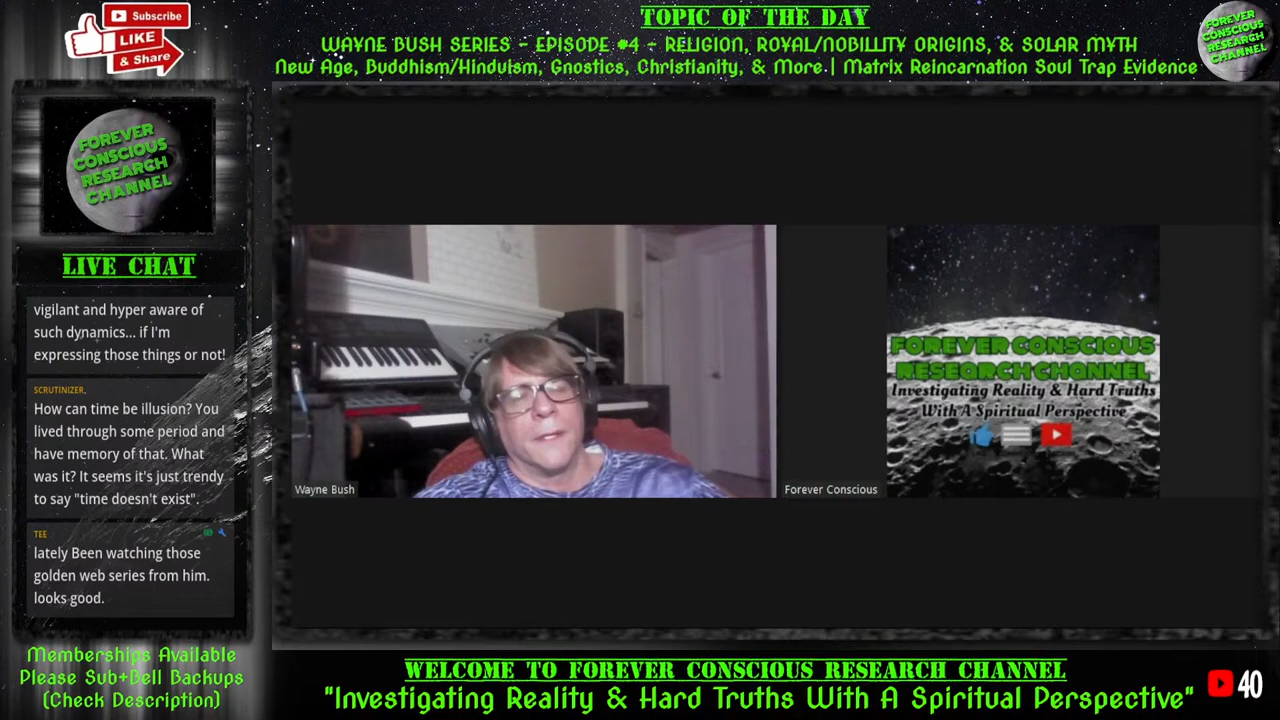 Subscribe
LIKE
& Share
TOPIC OF THE DAY
WAYNE BUSH SERIES - EPISODE #4 - RELIGION, ROYAL/NOBILLITY ORIGINS, & SOLAR MYTH
New Age, Buddhism/Hinduism, Gnostics, Christianity, & More | Matrix Reincarnation Soul Trap Evidence
FOREVER
CONSCIOUS
RESEARCH
CHANNEL
FOREVER
CONSCIOUS
RESEARCH
CHANNEL
LIVE CHAT
vigilant and hyper aware of
such dynamics... if I'm
expressing those things or not!
SCRUTINIZER,
How can time be illusion? You
lived through some period and
have memory of that. What
was it? It seems it's just trendy
to say "time doesn't exist".
TEE
lately Been watching those
golden web series from him.
looks good.
Memberships Available
Please Sub+Bell Backups
(Check Description)
Wayne Bush
FOREVER CONSCIOUS
RESEARCH CHANNEL
Investigating Reality & Hard Truths
With A Spiritual Perspective
Forever Conscious
WELCOME TO FOREVER CONSCIOUS RESEARCH CHANNEL
"Investigating Reality & Hard Truths With A Spiritual Perspective"
40